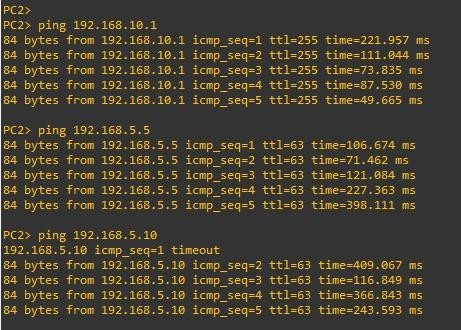 PC2>
PC2> ping 192.168.10.1
84 bytes from 192.168.10.1 icmp_seq=1 ttl=255 time=221.957 ms
84 bytes from 192.168.10.1 icmp_seq=2 ttl=255 time=111.044 ms
84 bytes from 192.168.10.1 icmp_seq=3 ttl=255 time=73.835 ms
84 bytes from 192.168.10.1 icmp_seq=4 ttl=255 time=87.530 ms
84 bytes from 192.168.10.1 icmp_seq=5 ttl=255 time=49.665 ms
PC2> ping 192.168.5.5
84 bytes from 192.168.5.5 icmp_seq=1 ttl=63 time=106.674 ms
84 bytes from 192.168.5.5 icmp_seq=2 ttl=63 time=71.462 ms
84 bytes from 192.168.5.5 icmp_seq=3 ttl=63 time=121.084 ms
84 bytes from 192.168.5.5 icmp_seq=4 ttl=63 time=227.363 ms
84 bytes from 192.168.5.5 icmp_seq=5 ttl=63 time=398.111 ms
PC2> ping 192.168.5.10
192.168.5.10 icmp_seq=1 timeout
84 bytes from 192.168.5.10 icmp_seq=2 ttl=63 time=409.067 ms
84 bytes from 192.168.5.10 icmp_seq=3 ttl=63 time=116.849 ms
84 bytes from 192.168.5.10 icmp_seq=4 ttl=63 time=366.843 ms
84 bytes from 192.168.5.10 icmp_seq=5 ttl=63 time=243.593 ms